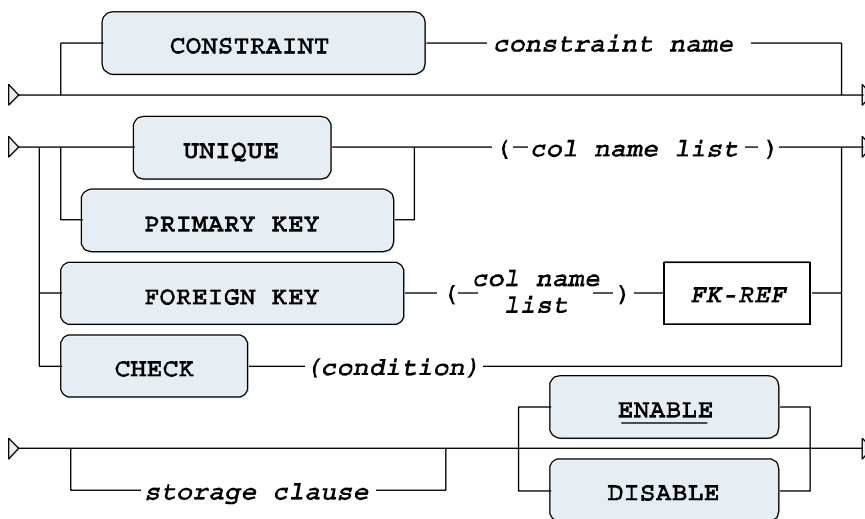 CONSTRAINT constraint name
UNIQUE ( col name list )
PRIMARY KEY
FOREIGN KEY ( col name list ) FK-REF
CHECK (condition)
ENABLE
storage clause DISABLE